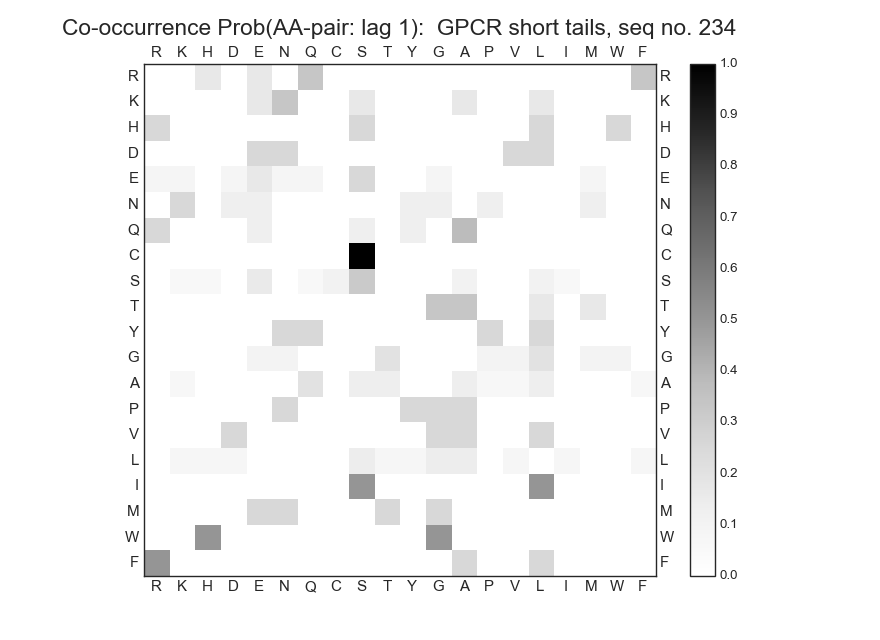 Co-occurrence Prob(AA-pair: lag 1):  GPCR short tails, seq no. 234
R K H D E N Q C S T Y G A P V L I M W F
R R
K K
H H
D D
E E
N N
Q Q
C C
S S
T T
Y Y
G G
A A
P P
V V
L L
I I
M M
W W
F F
R K H D E N Q C S T Y G A P V L I M W F
1.0
0.9
0.8
0.7
0.6
0.5
0.4
0.3
0.2
0.1
0.0